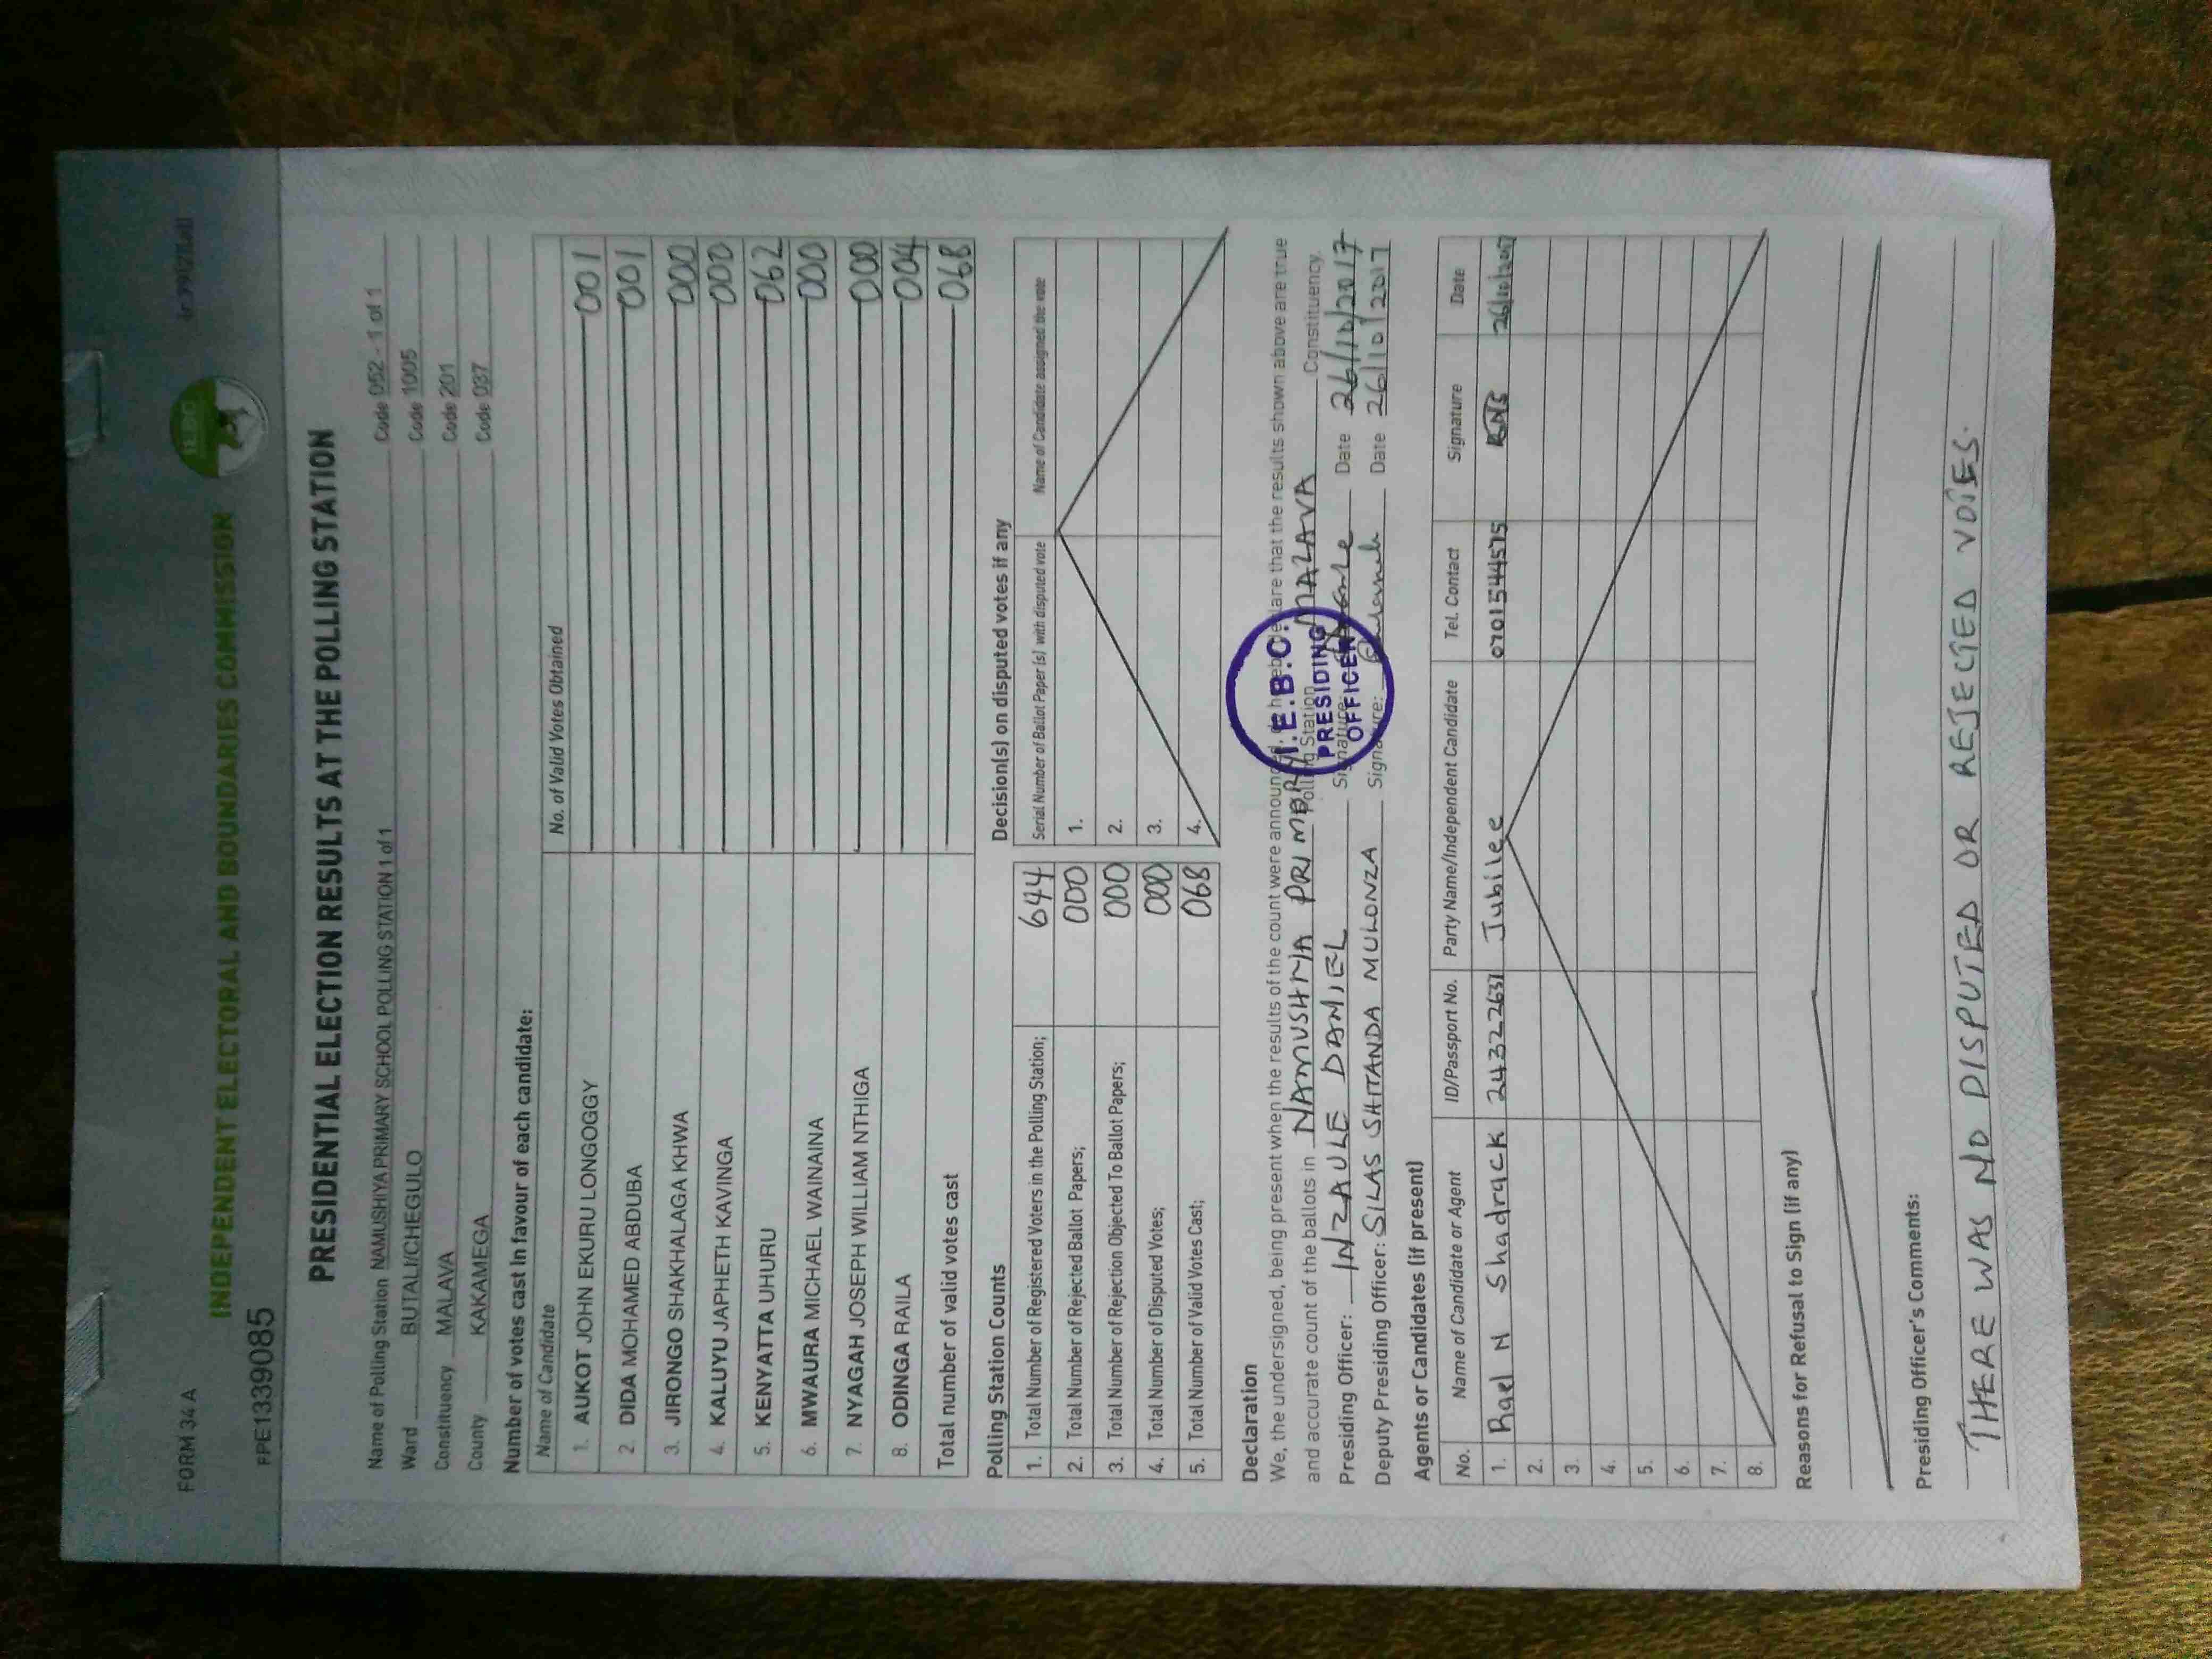 FORM 34 A
INDEPENDENT ELECTORAL AND BOUNDARIES COMMISSION
FPE1339085
PRESIDENTIAL ELECTION RESULTS AT THE POLLING STATION
Name of Polling Station NAMUSHIYA PRIMARY SCHOOL POLLING STATION 1 of 1 Code 052 - 1 of 1
Ward BUTALI/CHEGULO Code 1005
Constituency MALAVA Code 201
County KAKAMEGA Code 037
Number of votes cast in favour of each candidate:
Name of Candidate No. of Valid Votes Obtained
1. AUKOT JOHN EKURU LONGOGGY 001
2 DIDA MOHAMED ABDUBA 001
3. JIRONGO SHAKHALAGA KHWA 000
4. KALUYU JAPHETH KAVINGA 000
5. KENYATTA UHURU 062
6. MWAURA MICHAEL WAINAINA 000
7. NYAGAH JOSEPH WILLIAM NTHIGA 000
8. ODINGA RAILA 004
Total number of valid votes cast 068
Polling Station Counts
1. Total Number of Registered Voters in the Polling Station; 644
2. Total Number of Rejected Ballot Papers; 000
3. Total Number of Rejection Objected To Ballot Papers; 000
4. Total Number of Disputed Votes; 000
5. Total Number of Valid Votes Cast; 068
Decision(s) on disputed votes if any
Serial Number of Ballot Paper (s) with disputed vote Name of Candidate assigned the vote
1.
2.
3.
4.
Declaration
We, the undersigned, being present when the results of the count were announced, do hereby declare that the results shown above are true
and accurate count of the ballots in NAMUSHIYA PRIMARY Polling Station MALAVA Constituency.
Presiding Officer: INZAULE DANIEL Signature: Date 26/10/2017
Deputy Presiding Officer: SILAS SHITANDA MULONZA Signature: Date 26/10/2017
I.E.B.C.
PRESIDING
OFFICER
Agents or Candidates (if present)
No. Name of Candidate or Agent ID/Passport No. Party Name/Independent Candidate Tel. Contact Signature Date
1. Rael N Shadrack 24322631 Jubilee 0701544575 RNS 26/10/2017
2.
3.
4.
5.
6.
7.
8.
Reasons for Refusal to Sign (if any)
Presiding Officer's Comments:
THERE WAS NO DISPUTED OR REJECTED VOTES.